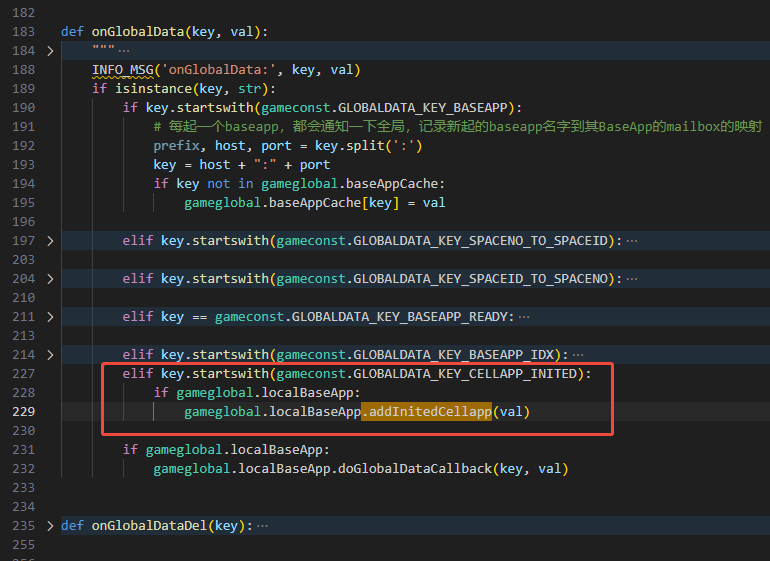 182
183 def onGlobalData(key, val):
184 > """ ···
188 INFO_MSG('onGlobalData:', key, val)
189 if isinstance(key, str):
190 if key.startswith(gameconst.GLOBALDATA_KEY_BASEAPP):
191 # 每起一个baseapp，都会通知一下全局，记录新起的baseapp名字到其BaseApp的mailbox的映射
192 prefix, host, port = key.split(':')
193 key = host + ":" + port
194 if key not in gameglobal.baseAppCache:
195 gameglobal.baseAppCache[key] = val
196
197 > elif key.startswith(gameconst.GLOBALDATA_KEY_SPACENO_TO_SPACEID): ···
203
204 > elif key.startswith(gameconst.GLOBALDATA_KEY_SPACEID_TO_SPACENO): ···
210
211 > elif key == gameconst.GLOBALDATA_KEY_BASEAPP_READY: ···
213
214 > elif key.startswith(gameconst.GLOBALDATA_KEY_BASEAPP_IDX): ···
227 elif key.startswith(gameconst.GLOBALDATA_KEY_CELLAPP_INITED):
228 if gameglobal.localBaseApp:
229 gameglobal.localBaseApp.addInitedCellapp(val)
230
231 if gameglobal.localBaseApp:
232 gameglobal.localBaseApp.doGlobalDataCallback(key, val)
233
234
235 > def onGlobalDataDel(key): ···
255